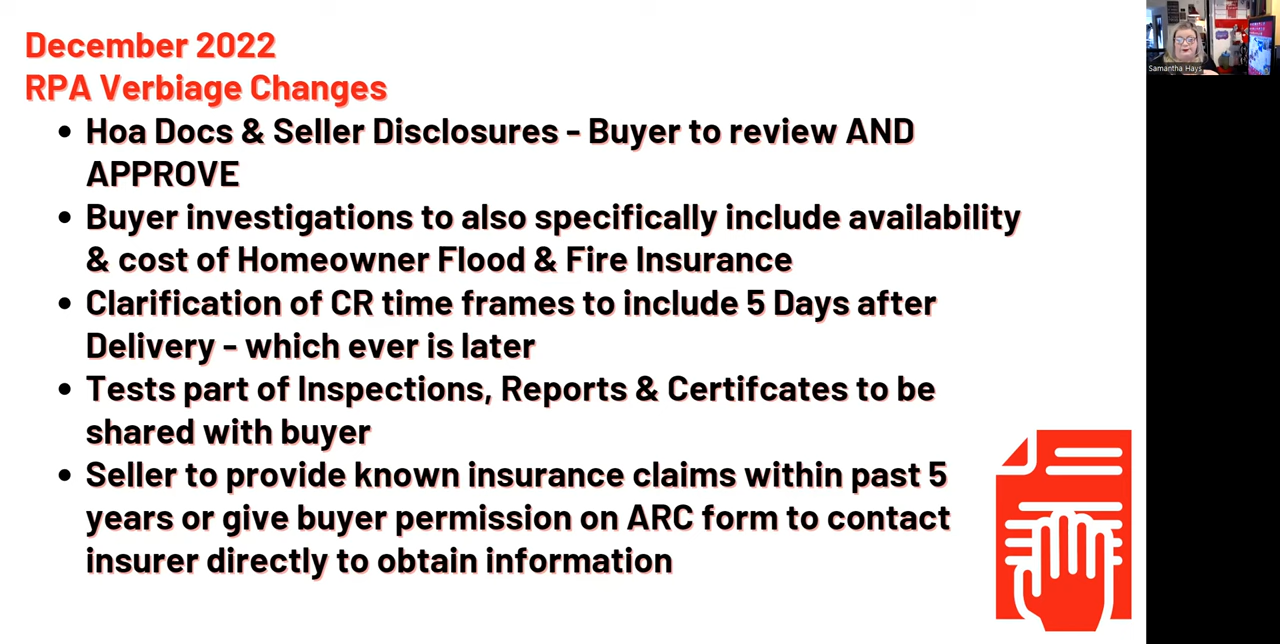 December 2022
RPA Verbiage Changes
• Hoa Docs & Seller Disclosures - Buyer to review AND
APPROVE
• Buyer investigations to also specifically include availability
& cost of Homeowner Flood & Fire Insurance
• Clarification of CR time frames to include 5 Days after
Delivery - which ever is later
• Tests part of Inspections, Reports & Certifcates to be
shared with buyer
• Seller to provide known insurance claims within past 5
years or give buyer permission on ARC form to contact
insurer directly to obtain information
Samantha Hays